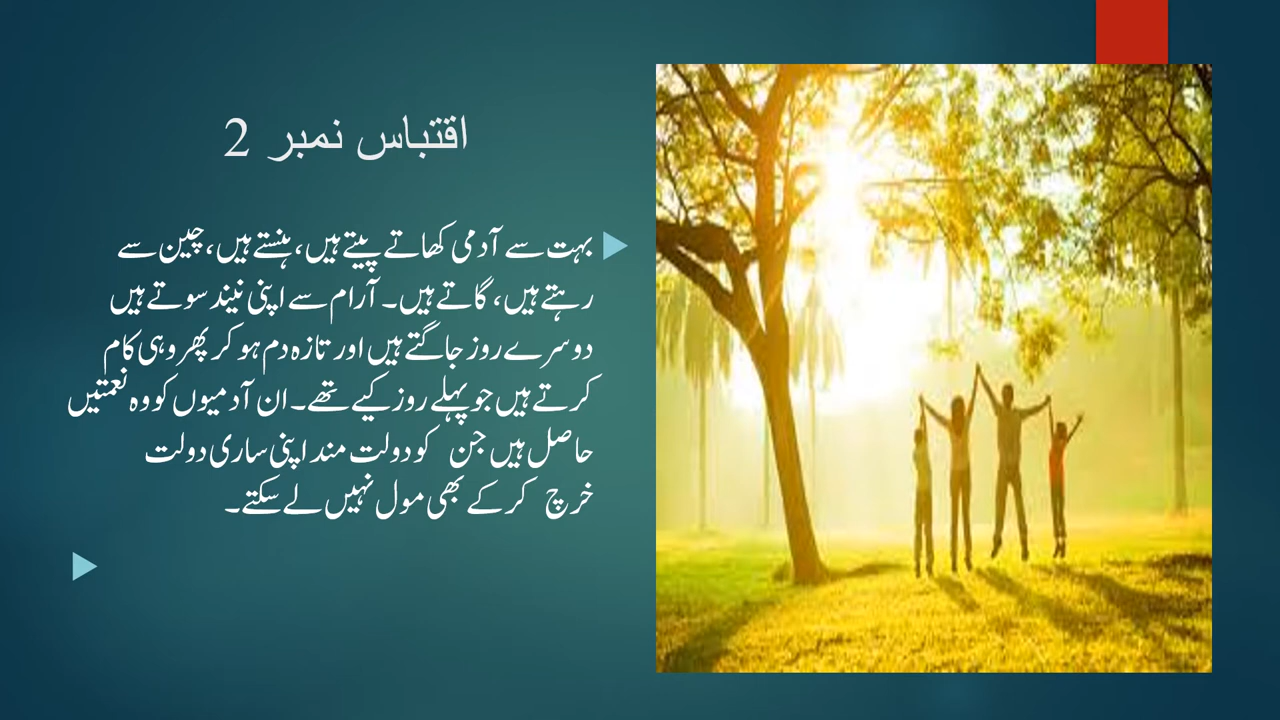 اقتباس نمبر 2
بہت سے آدمی کھاتے پیتے ہیں، ہنستے ہیں، چین سے
رہتے ہیں، گاتے ہیں۔ آرام سے اپنی نیند سوتے ہیں
دوسرے روز جاگتے ہیں اور تازہ دم ہو کر پھر وہی کام
کرتے ہیں جو پہلے روز کیے تھے۔ ان آدمیوں کو وہ نعمتیں
حاصل ہیں جن کو دولت مند اپنی ساری دولت
خرچ کر کے بھی مول نہیں لے سکتے۔